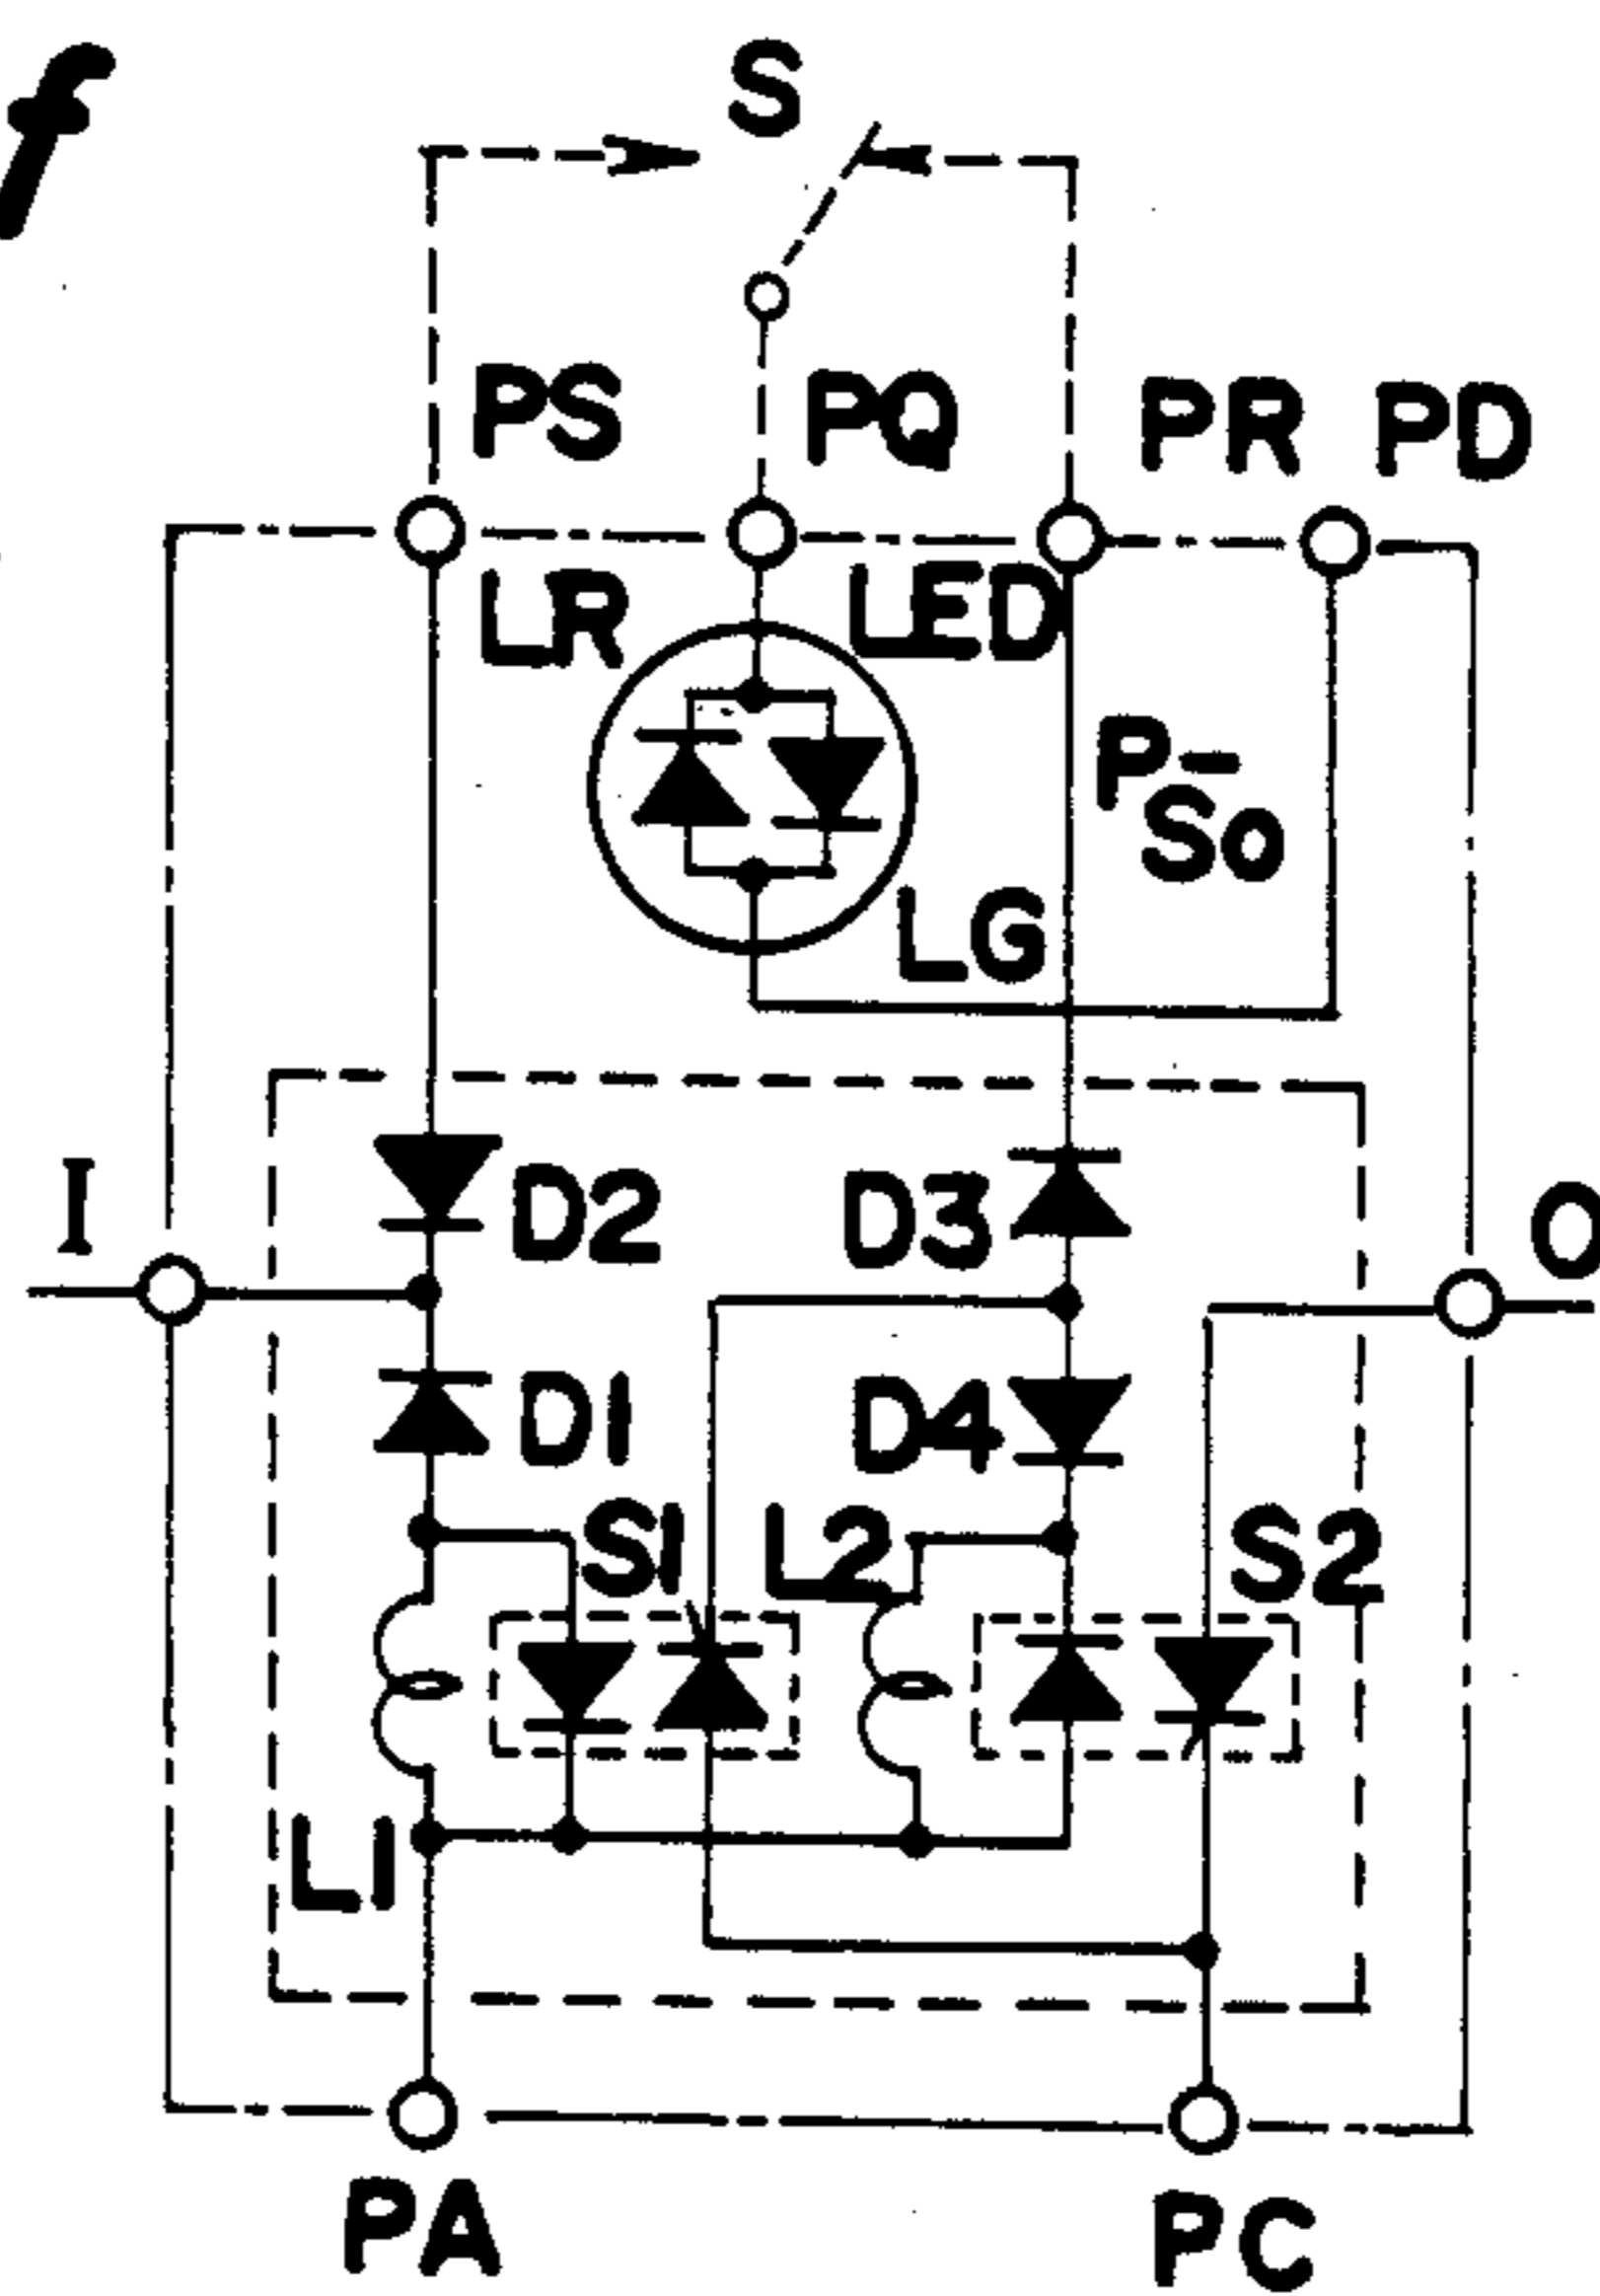 f
S
PS PQ PR PD
LR LED
P-
So
LG
I D2 D3 O
D1 D4
S1 L2 S2
L1
PA PC